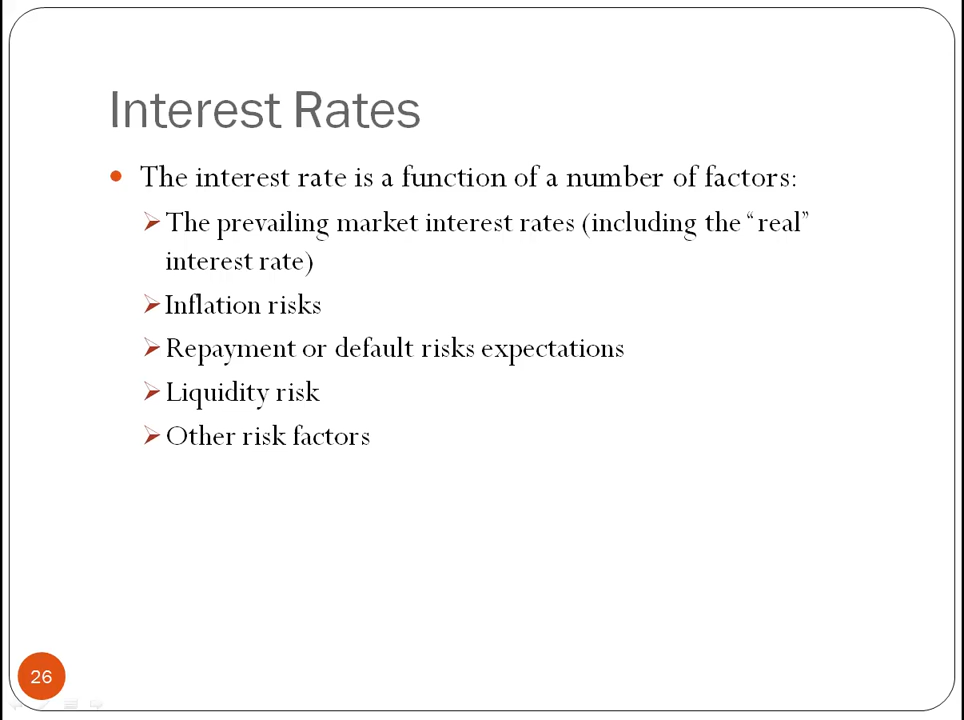 Interest Rates
The interest rate is a function of a number of factors:
The prevailing market interest rates (including the “real”
interest rate)
Inflation risks
Repayment or default risks expectations
Liquidity risk
Other risk factors
26